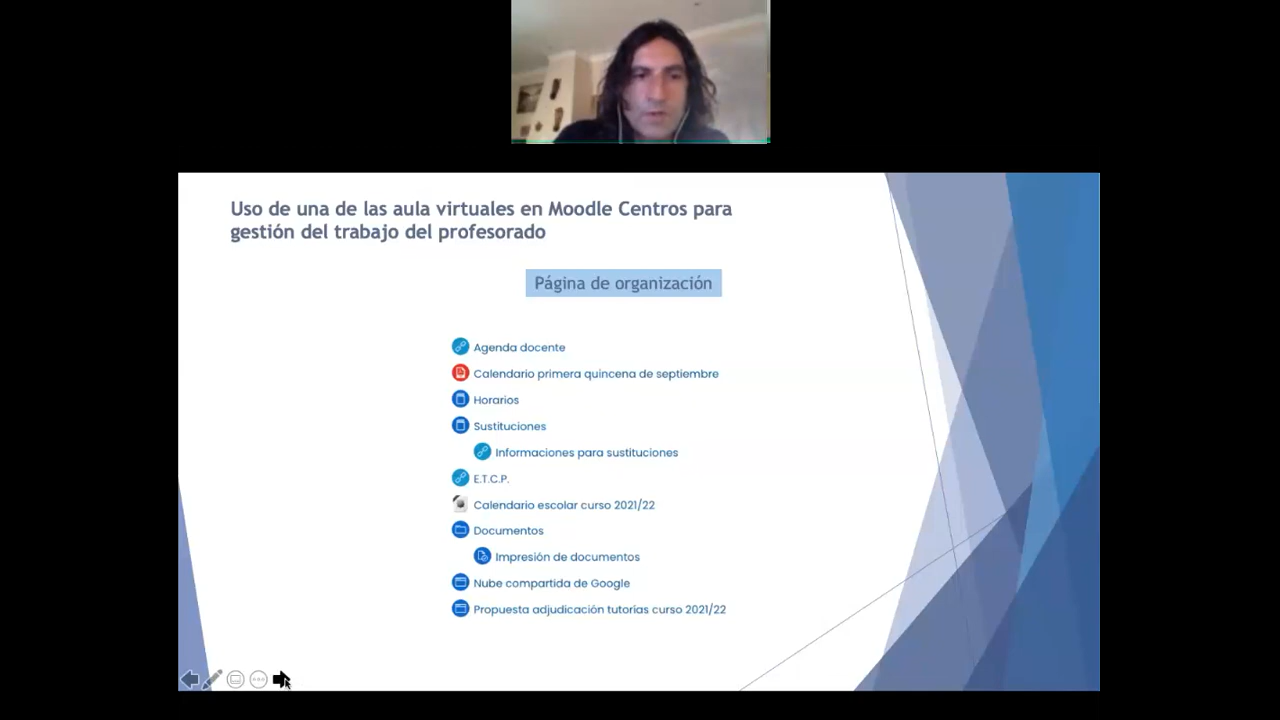 Uso de una de las aula virtuales en Moodle Centros para
gestión del trabajo del profesorado
Página de organización
Agenda docente
Calendario primera quincena de septiembre
Horarios
Sustituciones
Informaciones para sustituciones
E.T.C.P.
Calendario escolar curso 2021/22
Documentos
Impresión de documentos
Nube compartida de Google
Propuesta adjudicación tutorías curso 2021/22